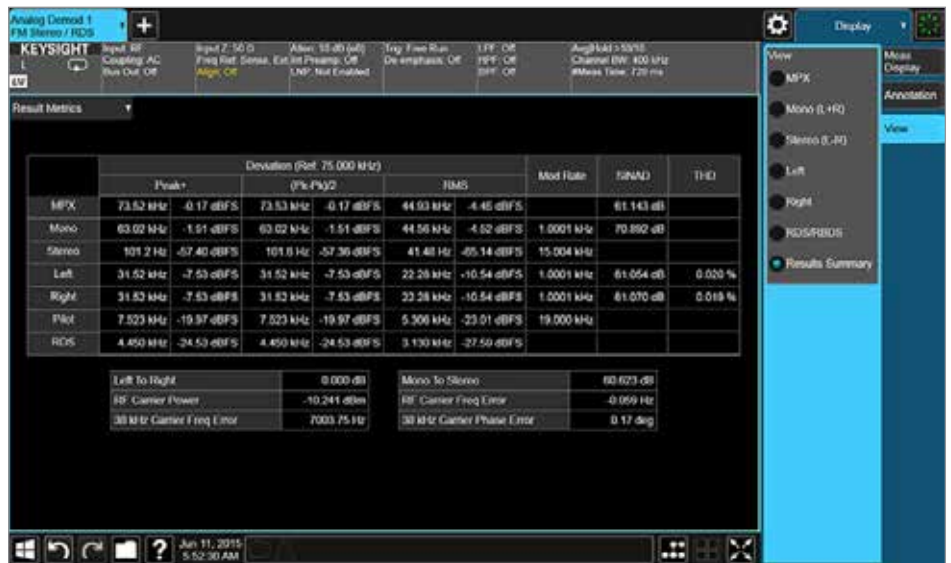 Analog Demod 1
FM Stereo / RDS
Display
KEYSIGHT
L
LV
Input: RF
Coupling: AC
Bus Out: Off
Input Z: 50 Ω
Freq Ref: Sense, Ext
Align: Off
Atten: 10 dB
Int Preamp: Off
LNP: Not Enabled
Trig: Free Run
De-emphasis: Off
LPF: Off
HPF: Off
BPF: Off
Avg|Hold >10/10
Channel BW: 400 kHz
#Meas Time: 720 ms
View
MPX
Mono (L+R)
Stereo (L-R)
Left
Right
RDS/RBDS
Results Summary
Meas Display
Annotation
View
Result Metrics
Deviation (Ref: 75.000 kHz)
Peak+ (Pk-Pk)/2 RMS Mod Rate SINAD THD
MPX 73.52 kHz -0.17 dBFS 73.53 kHz -0.17 dBFS 44.93 kHz -4.45 dBFS 61.143 dB
Mono 63.02 kHz -1.51 dBFS 63.02 kHz -1.51 dBFS 44.56 kHz -4.52 dBFS 1.0001 kHz 70.892 dB
Stereo 101.2 Hz -57.40 dBFS 101.6 Hz -57.36 dBFS 41.48 Hz -65.14 dBFS 15.004 kHz
Left 31.52 kHz -7.53 dBFS 31.52 kHz -7.53 dBFS 22.28 kHz -10.54 dBFS 1.0001 kHz 61.054 dB 0.020 %
Right 31.53 kHz -7.53 dBFS 31.53 kHz -7.53 dBFS 22.28 kHz -10.54 dBFS 1.0001 kHz 61.070 dB 0.019 %
Pilot 7.523 kHz -19.97 dBFS 7.523 kHz -19.97 dBFS 5.306 kHz -23.01 dBFS 19.000 kHz
RDS 4.450 kHz -24.53 dBFS 4.450 kHz -24.53 dBFS 3.130 kHz -27.59 dBFS
Left To Right 0.000 dB
RF Carrier Power -10.241 dBm
38 kHz Carrier Freq Error 7003.75 Hz
Mono To Stereo 60.623 dB
RF Carrier Freq Error -0.059 Hz
38 kHz Carrier Phase Error 0.17 deg
?
Jun 11, 2015
5:52:30 AM